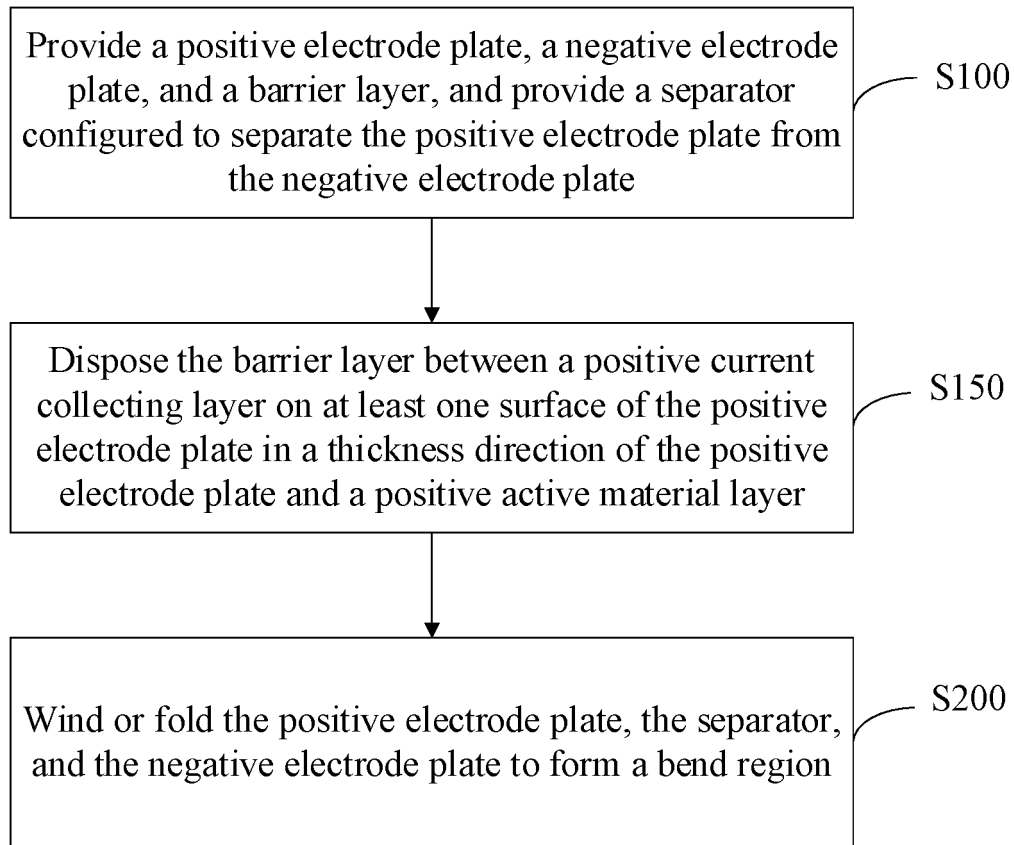 Provide a positive electrode plate, a negative electrode
plate, and a barrier layer, and provide a separator
configured to separate the positive electrode plate from
the negative electrode plate
S100
Dispose the barrier layer between a positive current
collecting layer on at least one surface of the positive
electrode plate in a thickness direction of the positive
electrode plate and a positive active material layer
S150
Wind or fold the positive electrode plate, the separator,
and the negative electrode plate to form a bend region
S200